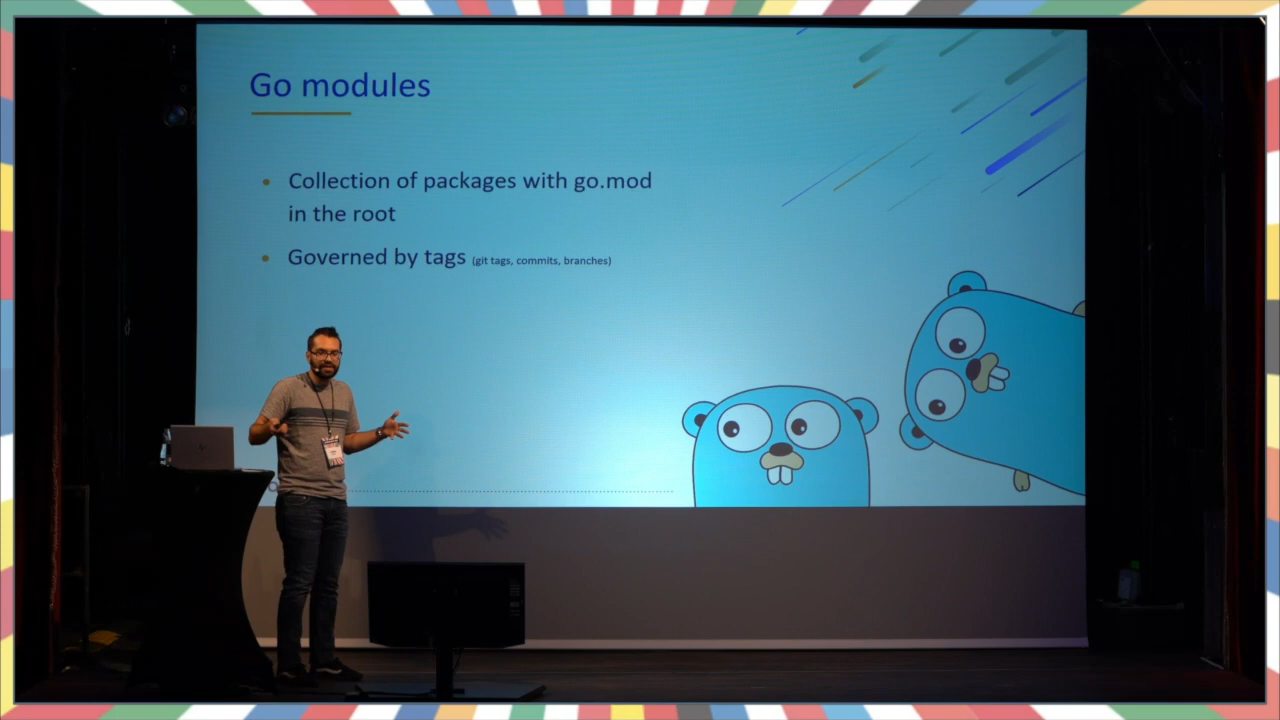 Go modules
Collection of packages with go.mod
in the root
Governed by tags (git tags, commits, branches)